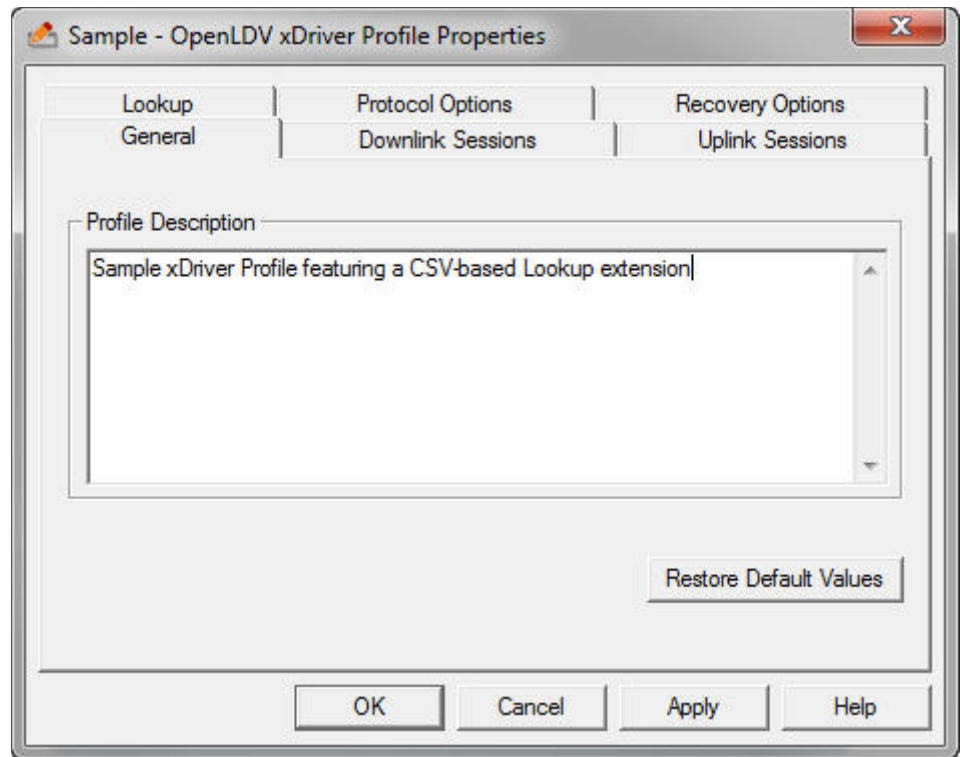 Sample - OpenLDV xDriver Profile Properties
Lookup
Protocol Options
Recovery Options
General
Downlink Sessions
Uplink Sessions
Profile Description
Sample xDriver Profile featuring a CSV-based Lookup extension
Restore Default Values
OK
Cancel
Apply
Help